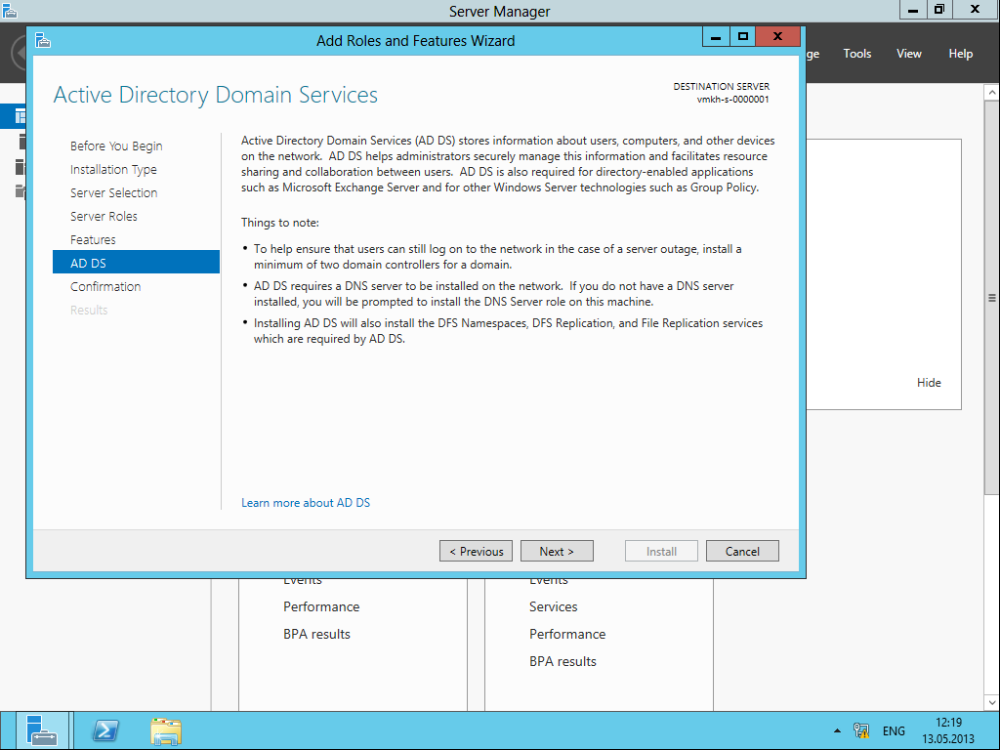 Server Manager
Add Roles and Features Wizard
ge
Tools
View
Help
Active Directory Domain Services
DESTINATION SERVER
vmkh-s-0000001
Before You Begin
Installation Type
Server Selection
Server Roles
Features
AD DS
Confirmation
Results
Active Directory Domain Services (AD DS) stores information about users, computers, and other devices
on the network.  AD DS helps administrators securely manage this information and facilitates resource
sharing and collaboration between users.  AD DS is also required for directory-enabled applications
such as Microsoft Exchange Server and for other Windows Server technologies such as Group Policy.
Things to note:
• To help ensure that users can still log on to the network in the case of a server outage, install a
minimum of two domain controllers for a domain.
• AD DS requires a DNS server to be installed on the network.  If you do not have a DNS server
installed, you will be prompted to install the DNS Server role on this machine.
• Installing AD DS will also install the DFS Namespaces, DFS Replication, and File Replication services
which are required by AD DS.
Hide
Learn more about AD DS
< Previous
Next >
Install
Cancel
Events
Performance
BPA results
Events
Services
Performance
BPA results
ENG
12:19
13.05.2013